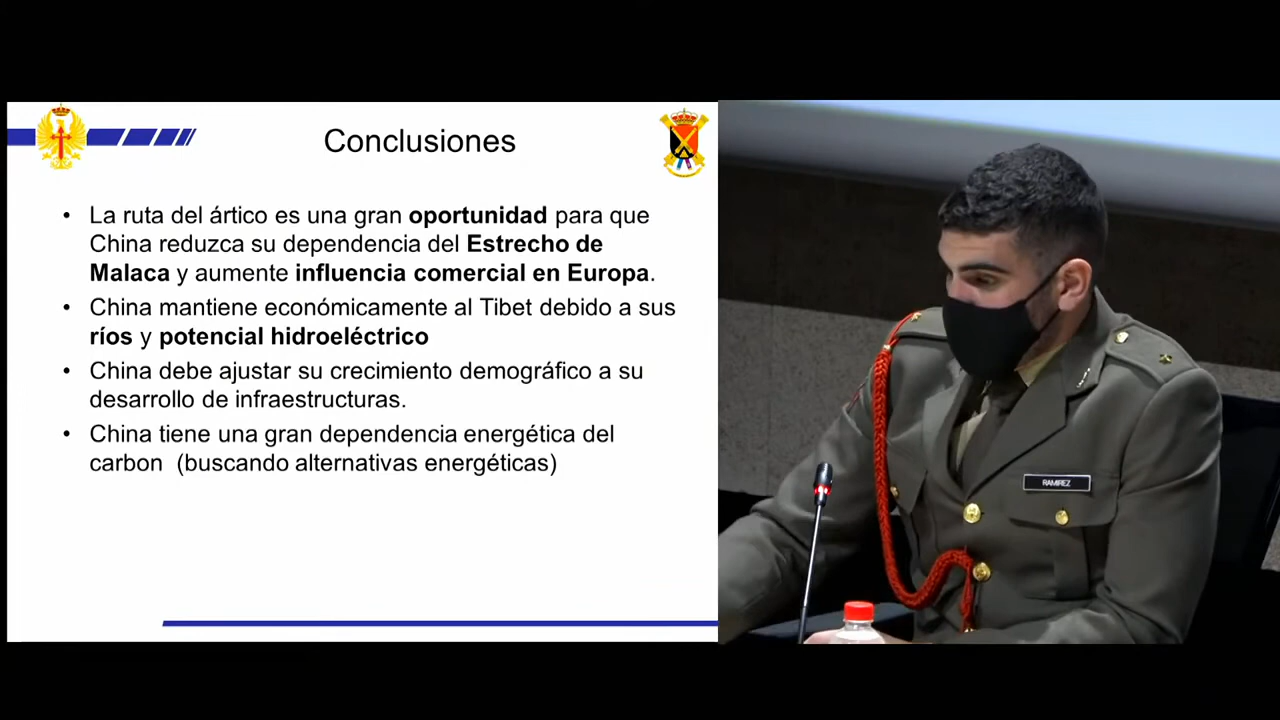 Conclusiones
• La ruta del ártico es una gran oportunidad para que
China reduzca su dependencia del Estrecho de
Malaca y aumente influencia comercial en Europa.
• China mantiene económicamente al Tibet debido a sus
ríos y potencial hidroeléctrico
• China debe ajustar su crecimiento demográfico a su
desarrollo de infraestructuras.
• China tiene una gran dependencia energética del
carbon (buscando alternativas energéticas)
RAMIREZ